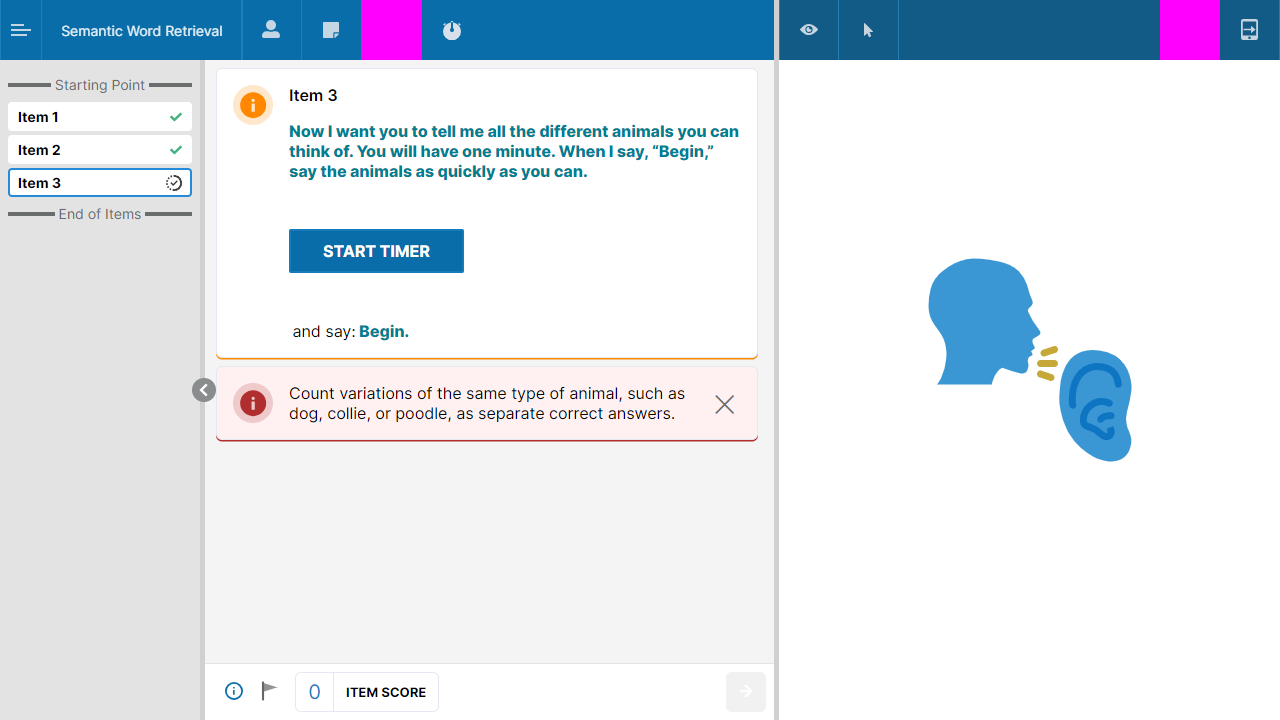 Semantic Word Retrieval
Starting Point
Item 1
Item 2
Item 3
End of Items
Item 3
Now I want you to tell me all the different animals you can
think of. You will have one minute. When I say, “Begin,”
say the animals as quickly as you can.
START TIMER
and say: Begin.
Count variations of the same type of animal, such as
dog, collie, or poodle, as separate correct answers.
0 ITEM SCORE